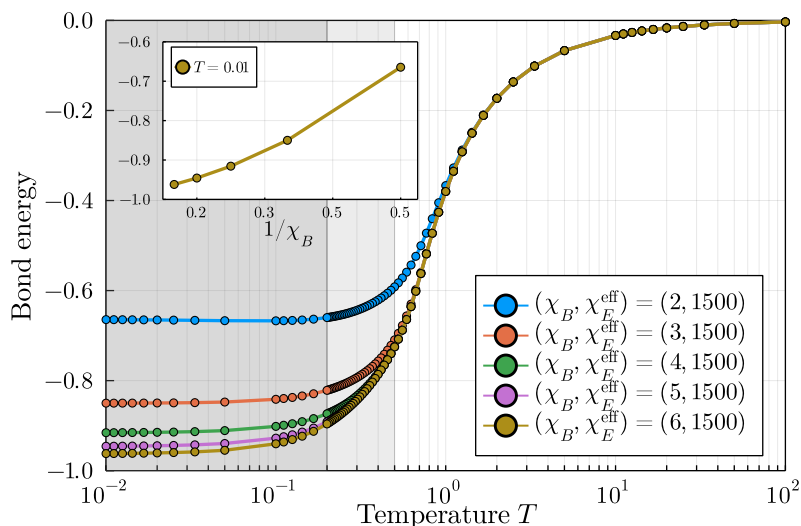 0.0
−0.2
−0.4
−0.6
−0.8
−1.0
Bond energy
−0.6
−0.7
−0.8
−0.9
−1.0
T = 0.01
0.2 0.3 0.5 0.5
1/χ_B
(χ_B, χ_E^eff) = (2, 1500)
(χ_B, χ_E^eff) = (3, 1500)
(χ_B, χ_E^eff) = (4, 1500)
(χ_B, χ_E^eff) = (5, 1500)
(χ_B, χ_E^eff) = (6, 1500)
10^−2 10^−1 10^0 10^1 10^2
Temperature T